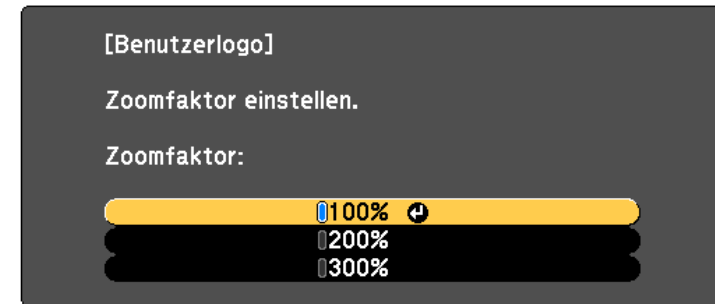 [Benutzerlogo]
Zoomfaktor einstellen.
Zoomfaktor:
100%
200%
300%